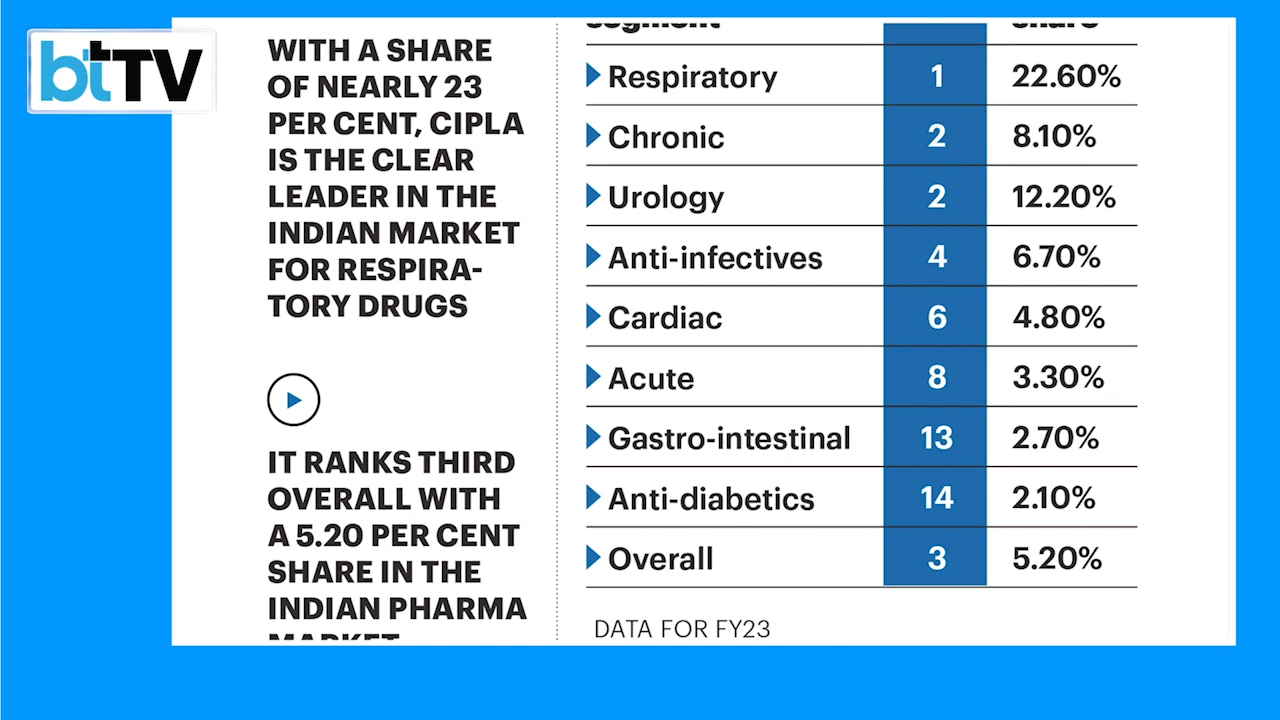 btTV
WITH A SHARE
OF NEARLY 23
PER CENT, CIPLA
IS THE CLEAR
LEADER IN THE
INDIAN MARKET
FOR RESPIRA-
TORY DRUGS
IT RANKS THIRD
OVERALL WITH
A 5.20 PER CENT
SHARE IN THE
INDIAN PHARMA
MARKET
segment share
Respiratory 1 22.60%
Chronic 2 8.10%
Urology 2 12.20%
Anti-infectives 4 6.70%
Cardiac 6 4.80%
Acute 8 3.30%
Gastro-intestinal 13 2.70%
Anti-diabetics 14 2.10%
Overall 3 5.20%
DATA FOR FY23